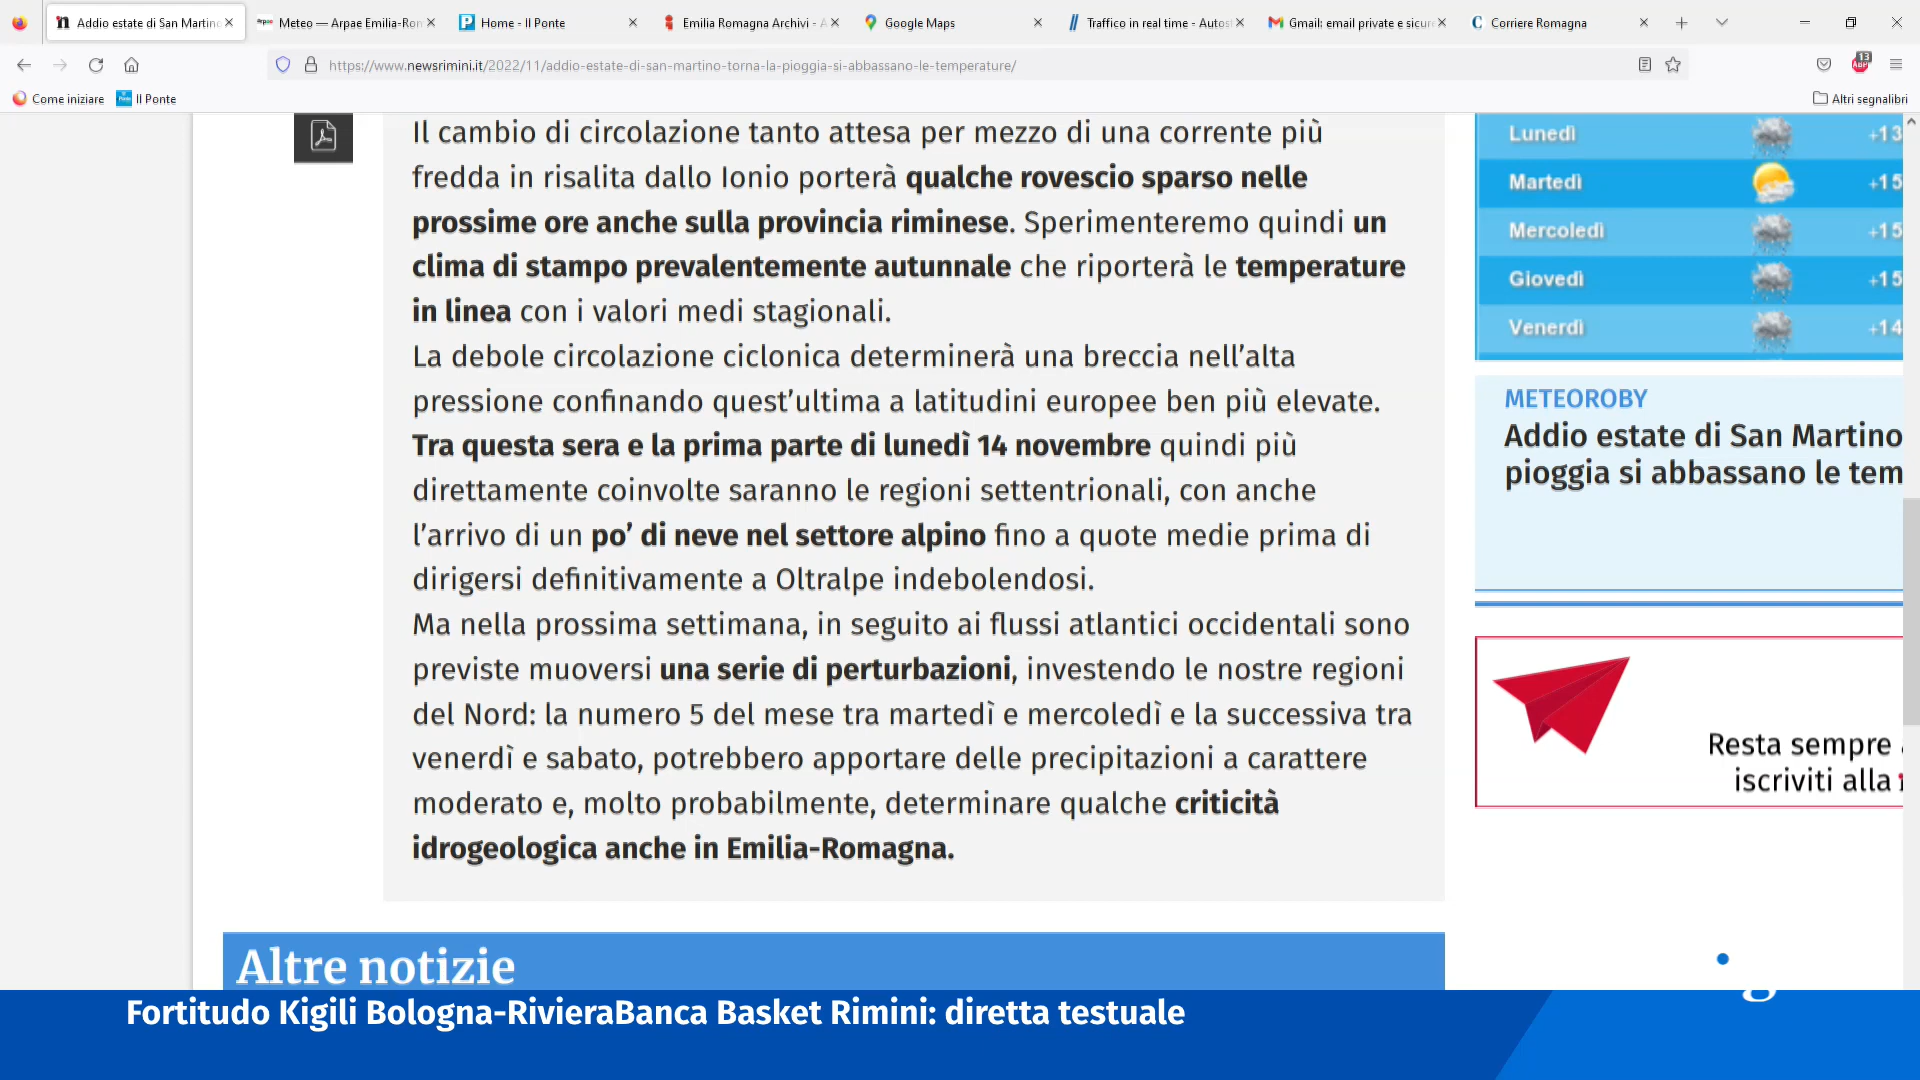 Addio estate di San Martino
Meteo — Arpae Emilia-Rom
Home - Il Ponte
Emilia Romagna Archivi - A
Google Maps
Traffico in real time - Autost
Gmail: email private e sicure
Corriere Romagna
https://www.newsrimini.it/2022/11/addio-estate-di-san-martino-torna-la-pioggia-si-abbassano-le-temperature/
13
ABP
Come iniziare
Il Ponte
Altri segnalibri
Il cambio di circolazione tanto attesa per mezzo di una corrente più
fredda in risalita dallo Ionio porterà qualche rovescio sparso nelle
prossime ore anche sulla provincia riminese. Sperimenteremo quindi un
clima di stampo prevalentemente autunnale che riporterà le temperature
in linea con i valori medi stagionali.
La debole circolazione ciclonica determinerà una breccia nell’alta
pressione confinando quest’ultima a latitudini europee ben più elevate.
Tra questa sera e la prima parte di lunedì 14 novembre quindi più
direttamente coinvolte saranno le regioni settentrionali, con anche
l’arrivo di un po’ di neve nel settore alpino fino a quote medie prima di
dirigersi definitivamente a Oltralpe indebolendosi.
Ma nella prossima settimana, in seguito ai flussi atlantici occidentali sono
previste muoversi una serie di perturbazioni, investendo le nostre regioni
del Nord: la numero 5 del mese tra martedì e mercoledì e la successiva tra
venerdì e sabato, potrebbero apportare delle precipitazioni a carattere
moderato e, molto probabilmente, determinare qualche criticità
idrogeologica anche in Emilia-Romagna.
Lunedì +13
Martedì +15
Mercoledì +15
Giovedì +15
Venerdì +14
METEOROBY
Addio estate di San Martino
pioggia si abbassano le tem
Resta sempre
iscriviti alla
Altre notizie
Fortitudo Kigili Bologna-RivieraBanca Basket Rimini: diretta testuale